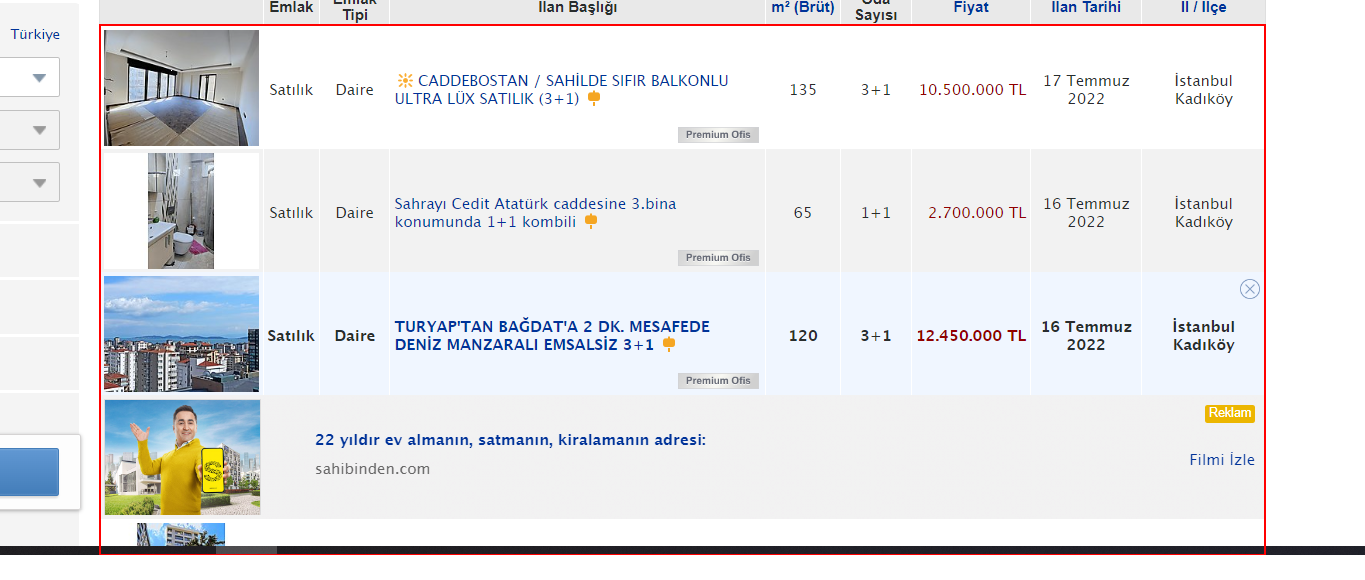 Emlak
Emlak
Tipi
İlan Başlığı
m² (Brüt)
Oda
Sayısı
Fiyat
İlan Tarihi
İl / İlçe
Türkiye
Satılık
Daire
CADDEBOSTAN / SAHİLDE SIFIR BALKONLU
ULTRA LÜX SATILIK (3+1)
135
3+1
10.500.000 TL
17 Temmuz
2022
İstanbul
Kadıköy
Premium Ofis
Satılık
Daire
Sahrayı Cedit Atatürk caddesine 3.bina
konumunda 1+1 kombili
65
1+1
2.700.000 TL
16 Temmuz
2022
İstanbul
Kadıköy
Premium Ofis
Satılık
Daire
TURYAP'TAN BAĞDAT'A 2 DK. MESAFEDE
DENİZ MANZARALI EMSALSİZ 3+1
120
3+1
12.450.000 TL
16 Temmuz
2022
İstanbul
Kadıköy
Premium Ofis
Reklam
22 yıldır ev almanın, satmanın, kiralamanın adresi:
sahibinden.com
Filmi İzle